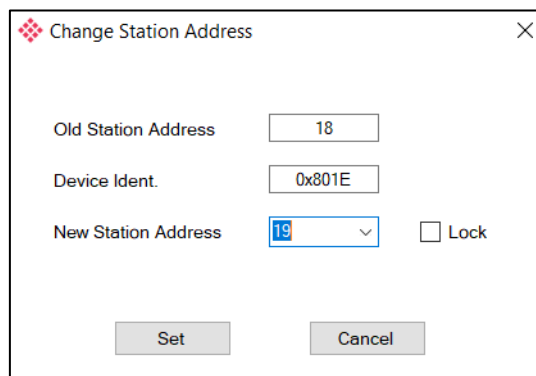 Change Station Address
Old Station Address 18
Device Ident. 0x801E
New Station Address 19 Lock
Set Cancel